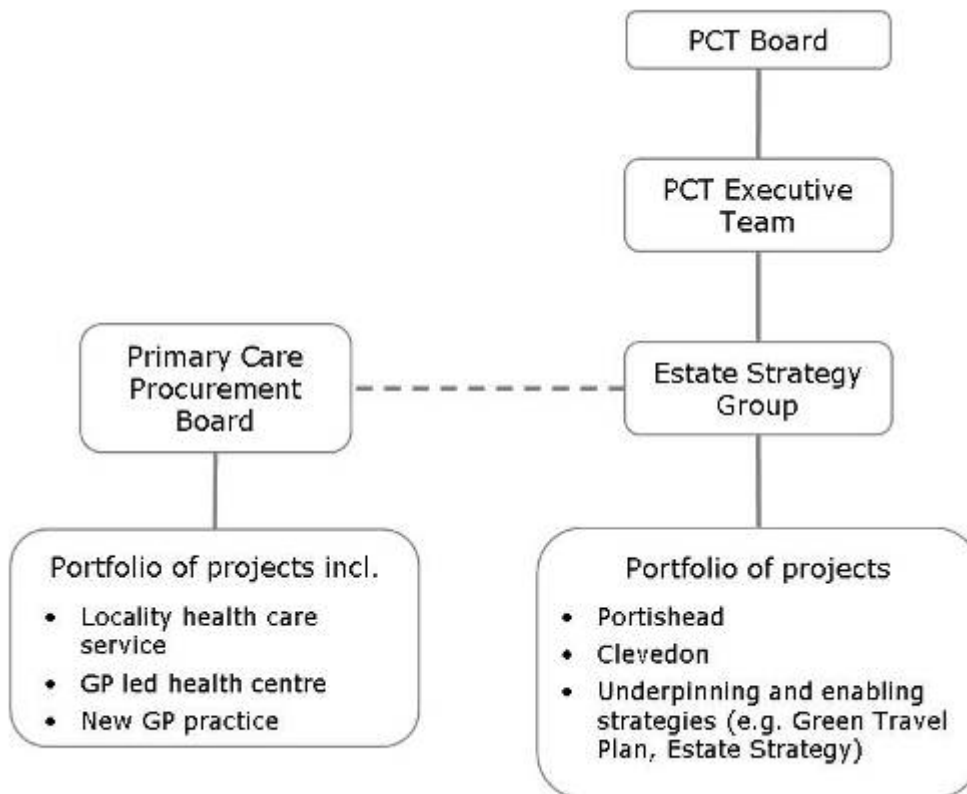 PCT Board
PCT Executive
Team
Primary Care
Procurement
Board
Estate Strategy
Group
Portfolio of projects incl.
• Locality health care
service
• GP led health centre
• New GP practice
Portfolio of projects
• Portishead
• Clevedon
• Underpinning and enabling
strategies (e.g. Green Travel
Plan, Estate Strategy)